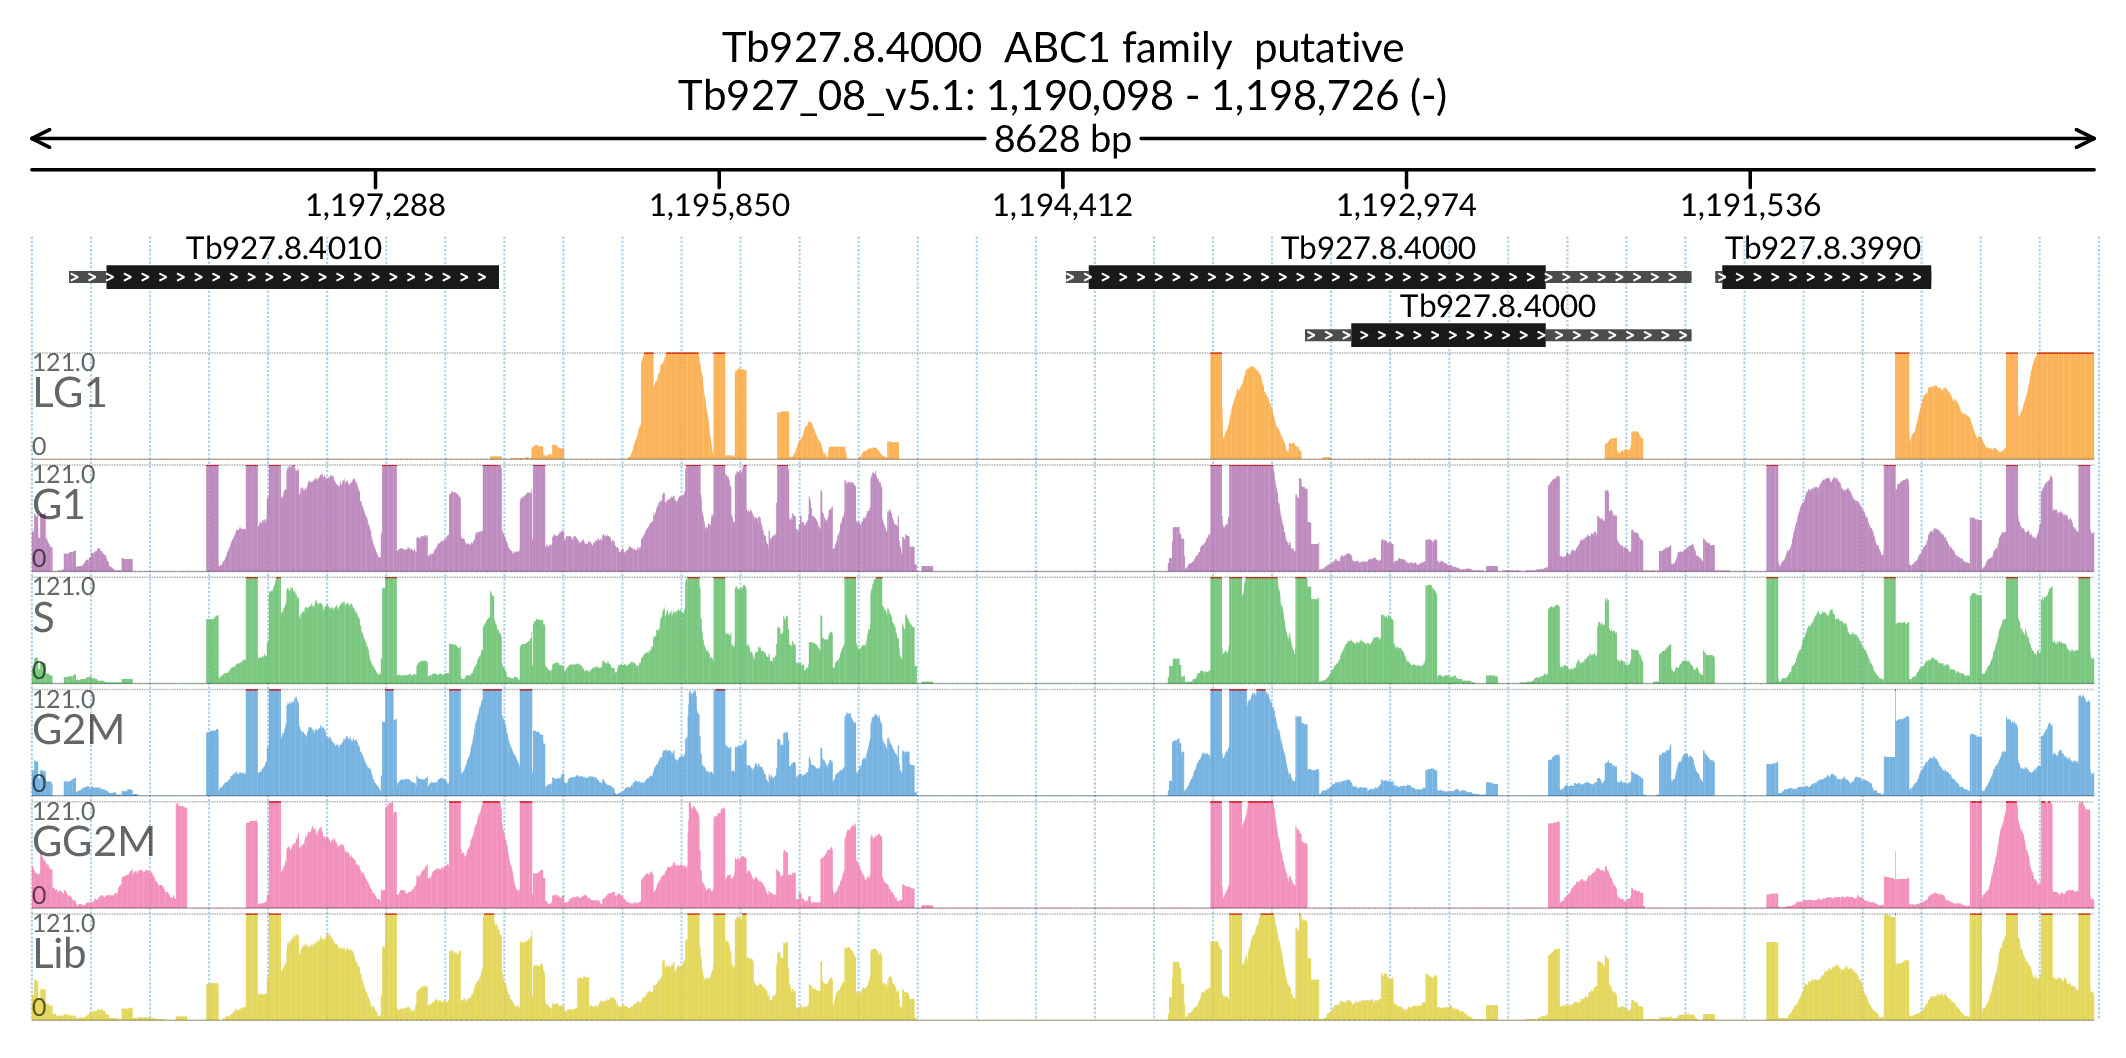 Tb927.8.4000 ABC1 family putative
Tb927_08_v5.1: 1,190,098 - 1,198,726 (-)
8628 bp
1,197,288 1,195,850 1,194,412 1,192,974 1,191,536
Tb927.8.4010 Tb927.8.4000 Tb927.8.3990
Tb927.8.4000
121.0
LG1
0
121.0
G1
0
121.0
S
0
121.0
G2M
0
121.0
GG2M
0
121.0
Lib
0